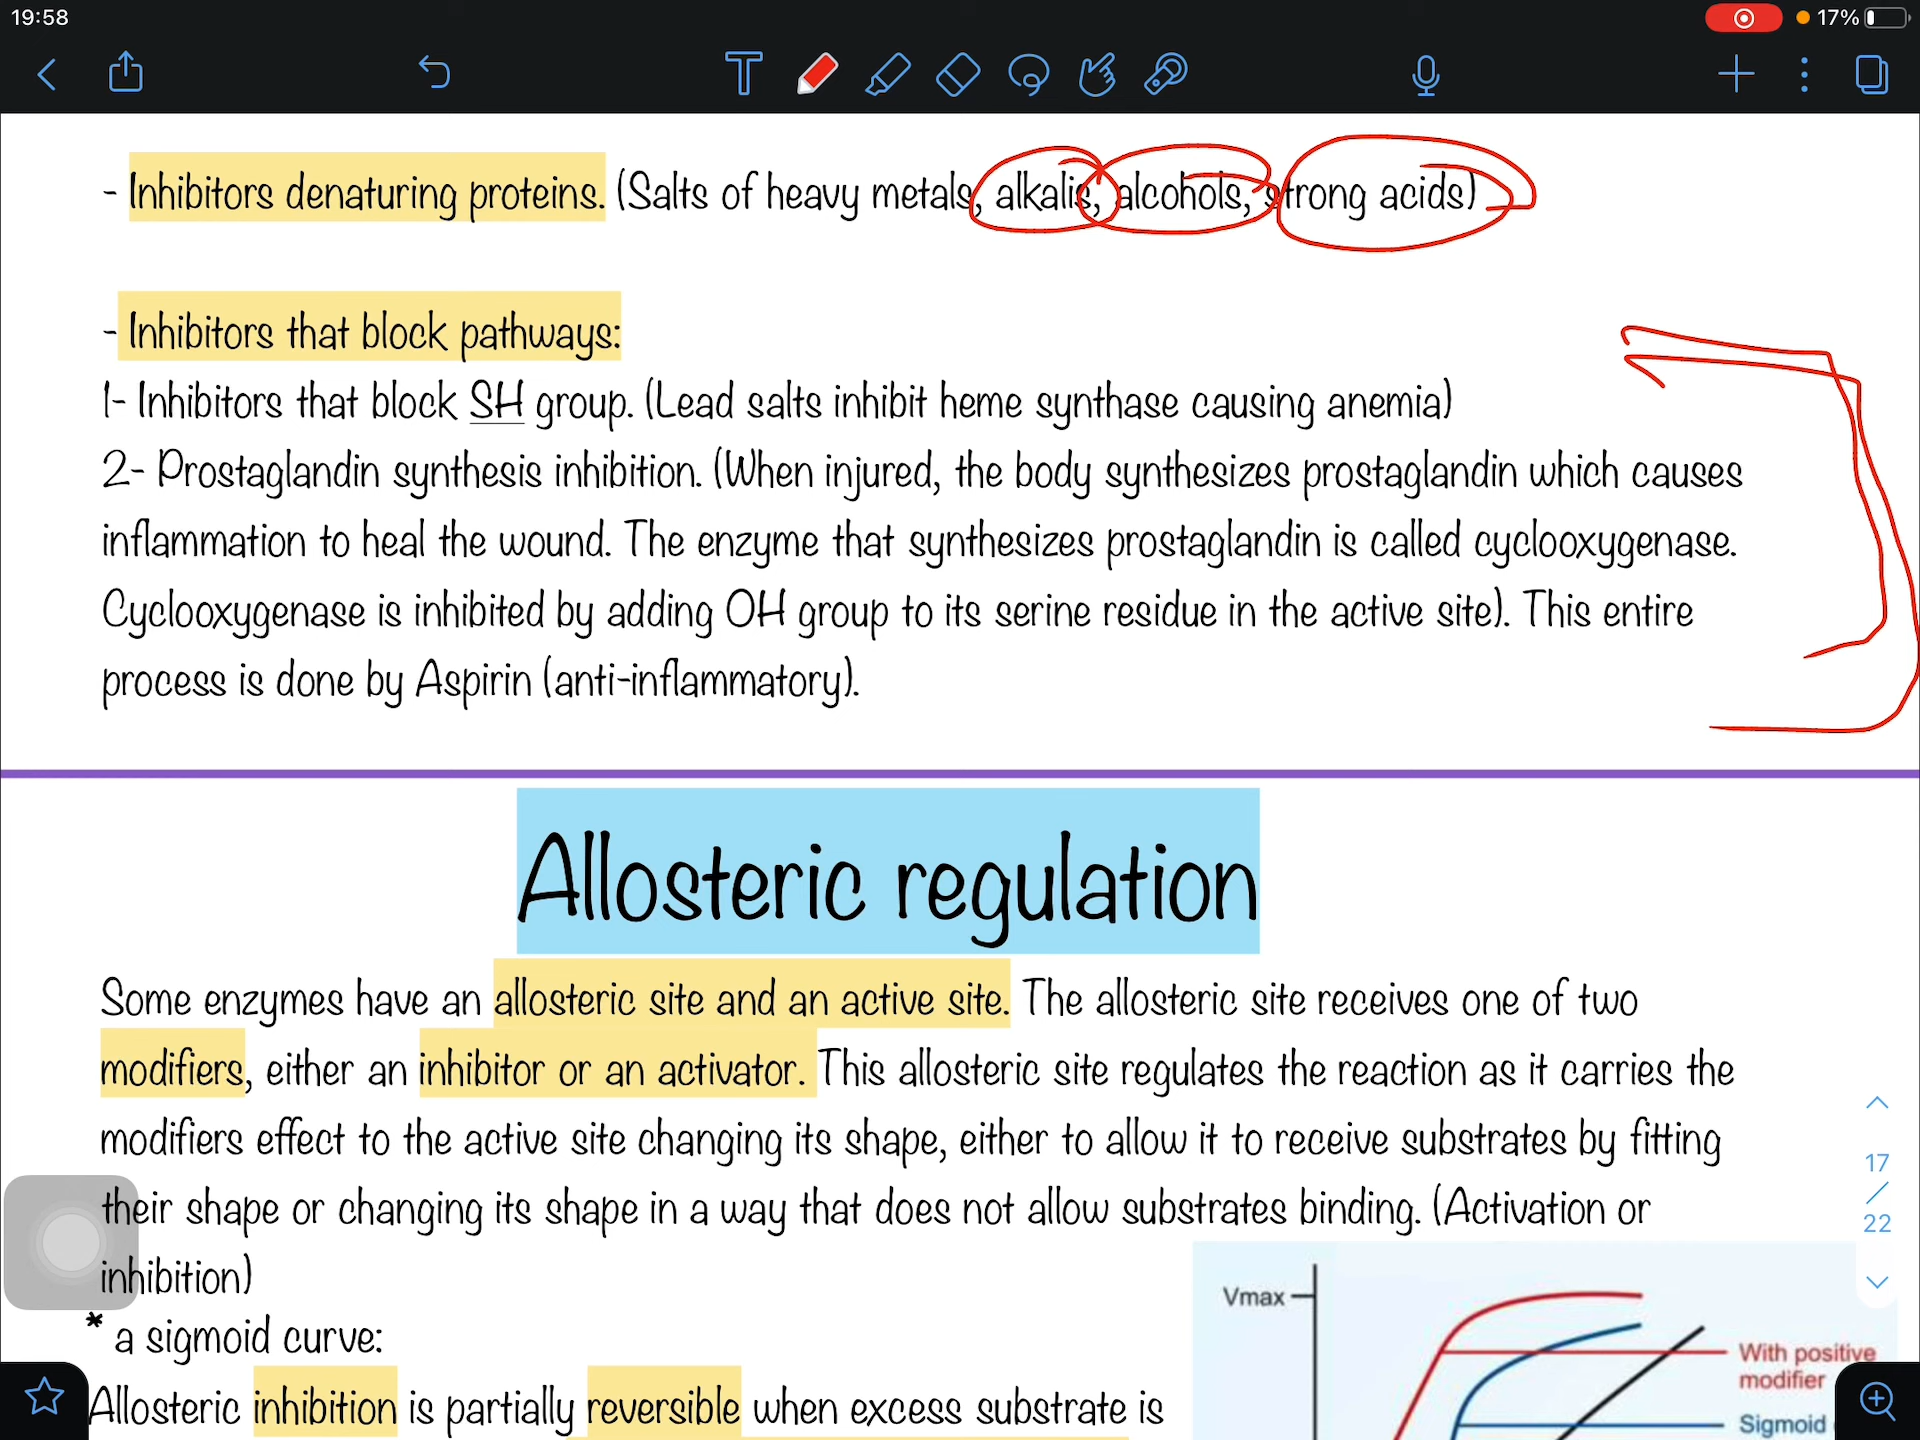 19:58
17%
- Inhibitors denaturing proteins. (Salts of heavy metals, alkalis, alcohols, strong acids)
- Inhibitors that block pathways:
1- Inhibitors that block SH group. (Lead salts inhibit heme synthase causing anemia)
2- Prostaglandin synthesis inhibition. (When injured, the body synthesizes prostaglandin which causes
inflammation to heal the wound. The enzyme that synthesizes prostaglandin is called cyclooxygenase.
Cyclooxygenase is inhibited by adding OH group to its serine residue in the active site). This entire
process is done by Aspirin (anti-inflammatory).
Allosteric regulation
Some enzymes have an allosteric site and an active site. The allosteric site receives one of two
modifiers, either an inhibitor or an activator. This allosteric site regulates the reaction as it carries the
modifiers effect to the active site changing its shape, either to allow it to receive substrates by fitting
their shape or changing its shape in a way that does not allow substrates binding. (Activation or
inhibition)
* a sigmoid curve:
Allosteric inhibition is partially reversible when excess substrate is
Vmax
With positive
modifier
Sigmoid
17
/
22